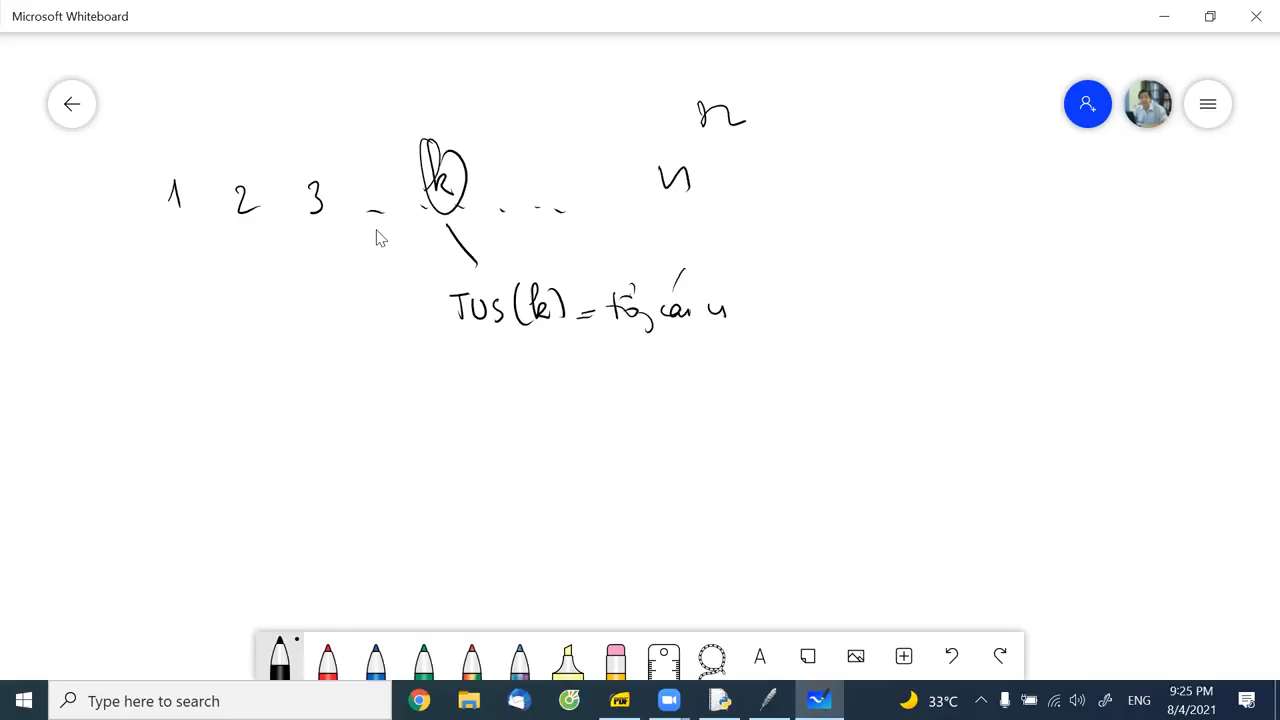 Microsoft Whiteboard
n
1 2 3 - . k . . - - n
TUS(k) = tổng các ư
A
Type here to search
PDF
33°C
ENG
9:25 PM
8/4/2021